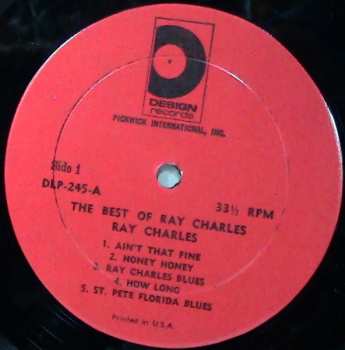 DESIGN
records
PICKWICK INTERNATIONAL, INC.
Side 1
DLP-245-A
33⅓ RPM
THE BEST OF RAY CHARLES
RAY CHARLES
1. AIN'T THAT FINE
2. HONEY HONEY
3. RAY CHARLES BLUES
4. HOW LONG
5. ST. PETE FLORIDA BLUES
Printed in U.S.A.